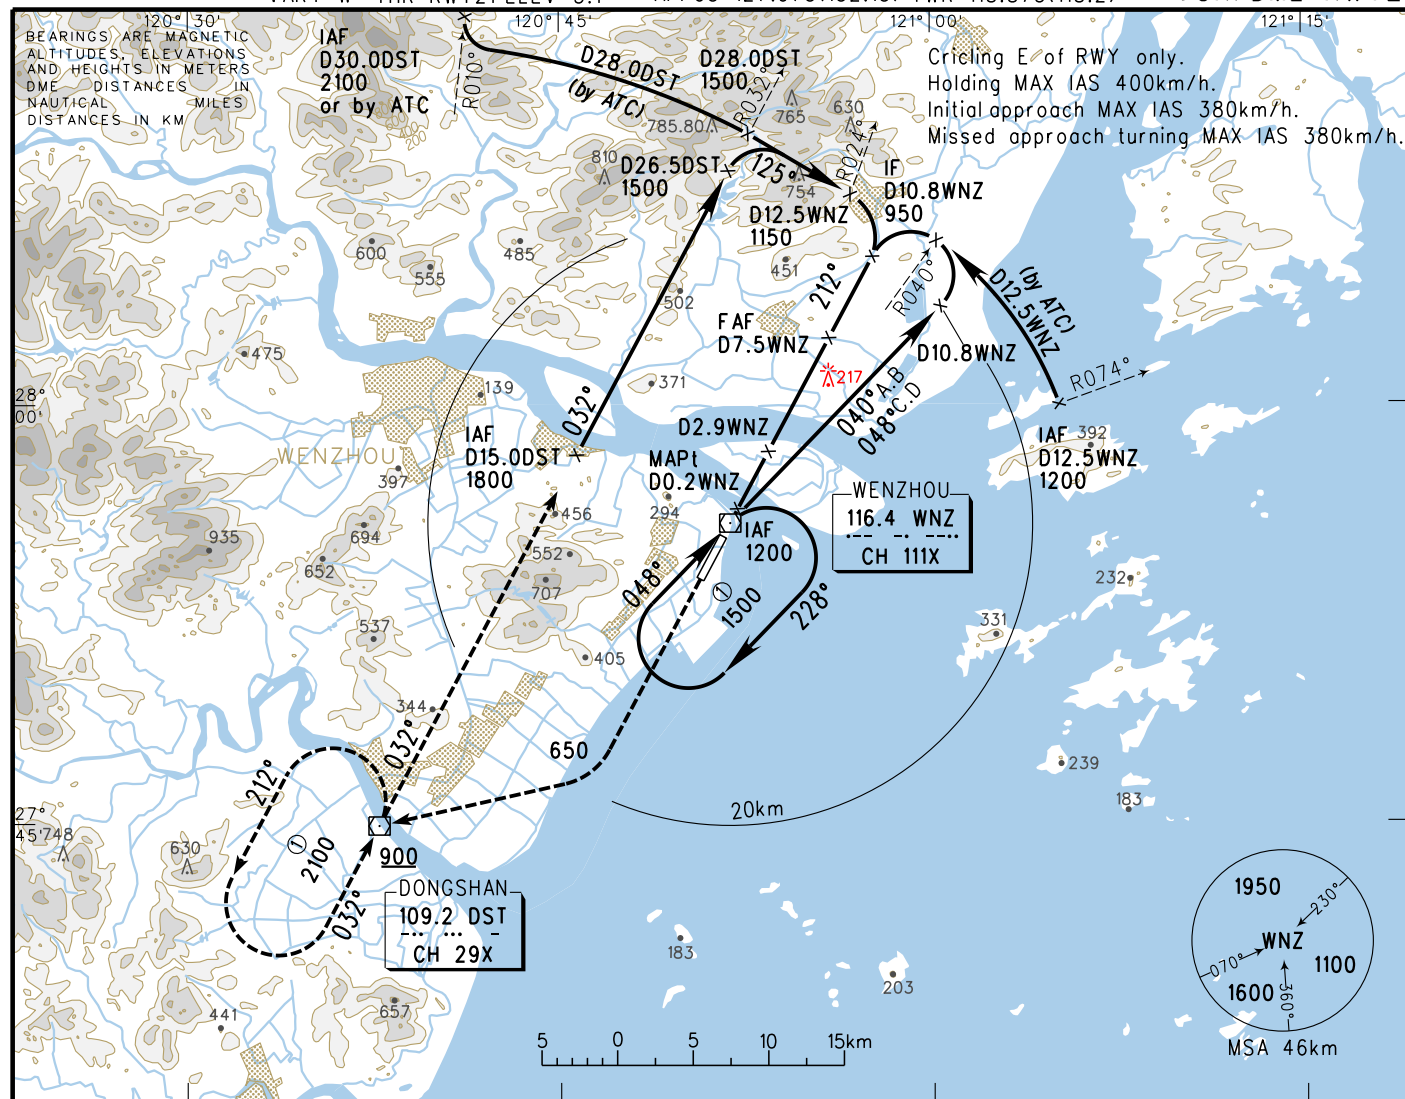 120°30'
120°45'
121°00'
121°15'
BEARINGS ARE MAGNETIC
ALTITUDES, ELEVATIONS
AND HEIGHTS IN METERS
DME DISTANCES IN
NAUTICAL MILES
DISTANCES IN KM
IAF
D30.0DST
2100
or by ATC
R010°
D28.0DST
(by ATC)
D28.0DST
1500
R032°
Cricling E of RWY only.
Holding MAX IAS 400km/h.
Initial approach MAX IAS 380km/h.
Missed approach turning MAX IAS 380km/h.
785.80
765
630
R024°
810
D26.5DST
1500
125°
754
IF
D10.8WNZ
950
D12.5WNZ
1150
600
555
485
451
502
212°
R040°
(by ATC)
D12.5WNZ
FAF
D7.5WNZ
D10.8WNZ
R074°
475
139
371
217
28°
00'
032°
040°A.B
048°C.D
WENZHOU
397
IAF
D15.0DST
1800
D2.9WNZ
MAPt
D0.2WNZ
294
IAF
D12.5WNZ
1200
392
WENZHOU
116.4 WNZ
CH 111X
IAF
1200
456
694
935
652
552
707
048°
1
1500
228°
232
331
537
405
344
032°
650
239
183
20km
212°
27°
45'
748
630
1
2100
032°
900
DONGSHAN
109.2 DST
CH 29X
183
203
657
441
1950
230°
WNZ
070°
1100
1600
360°
MSA 46km
5
0
5
10
15km